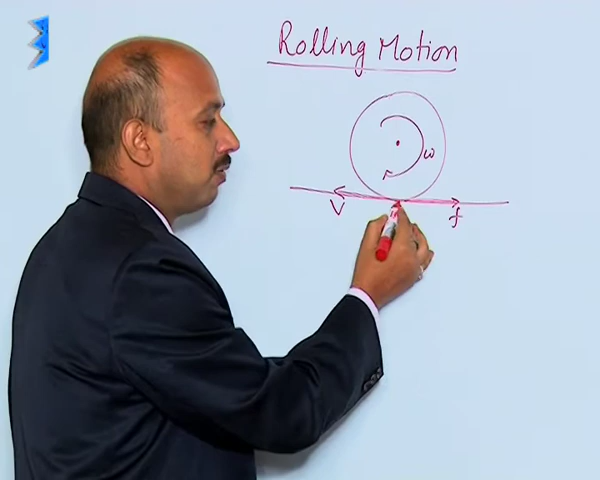 Rolling Motion
ω
V
f